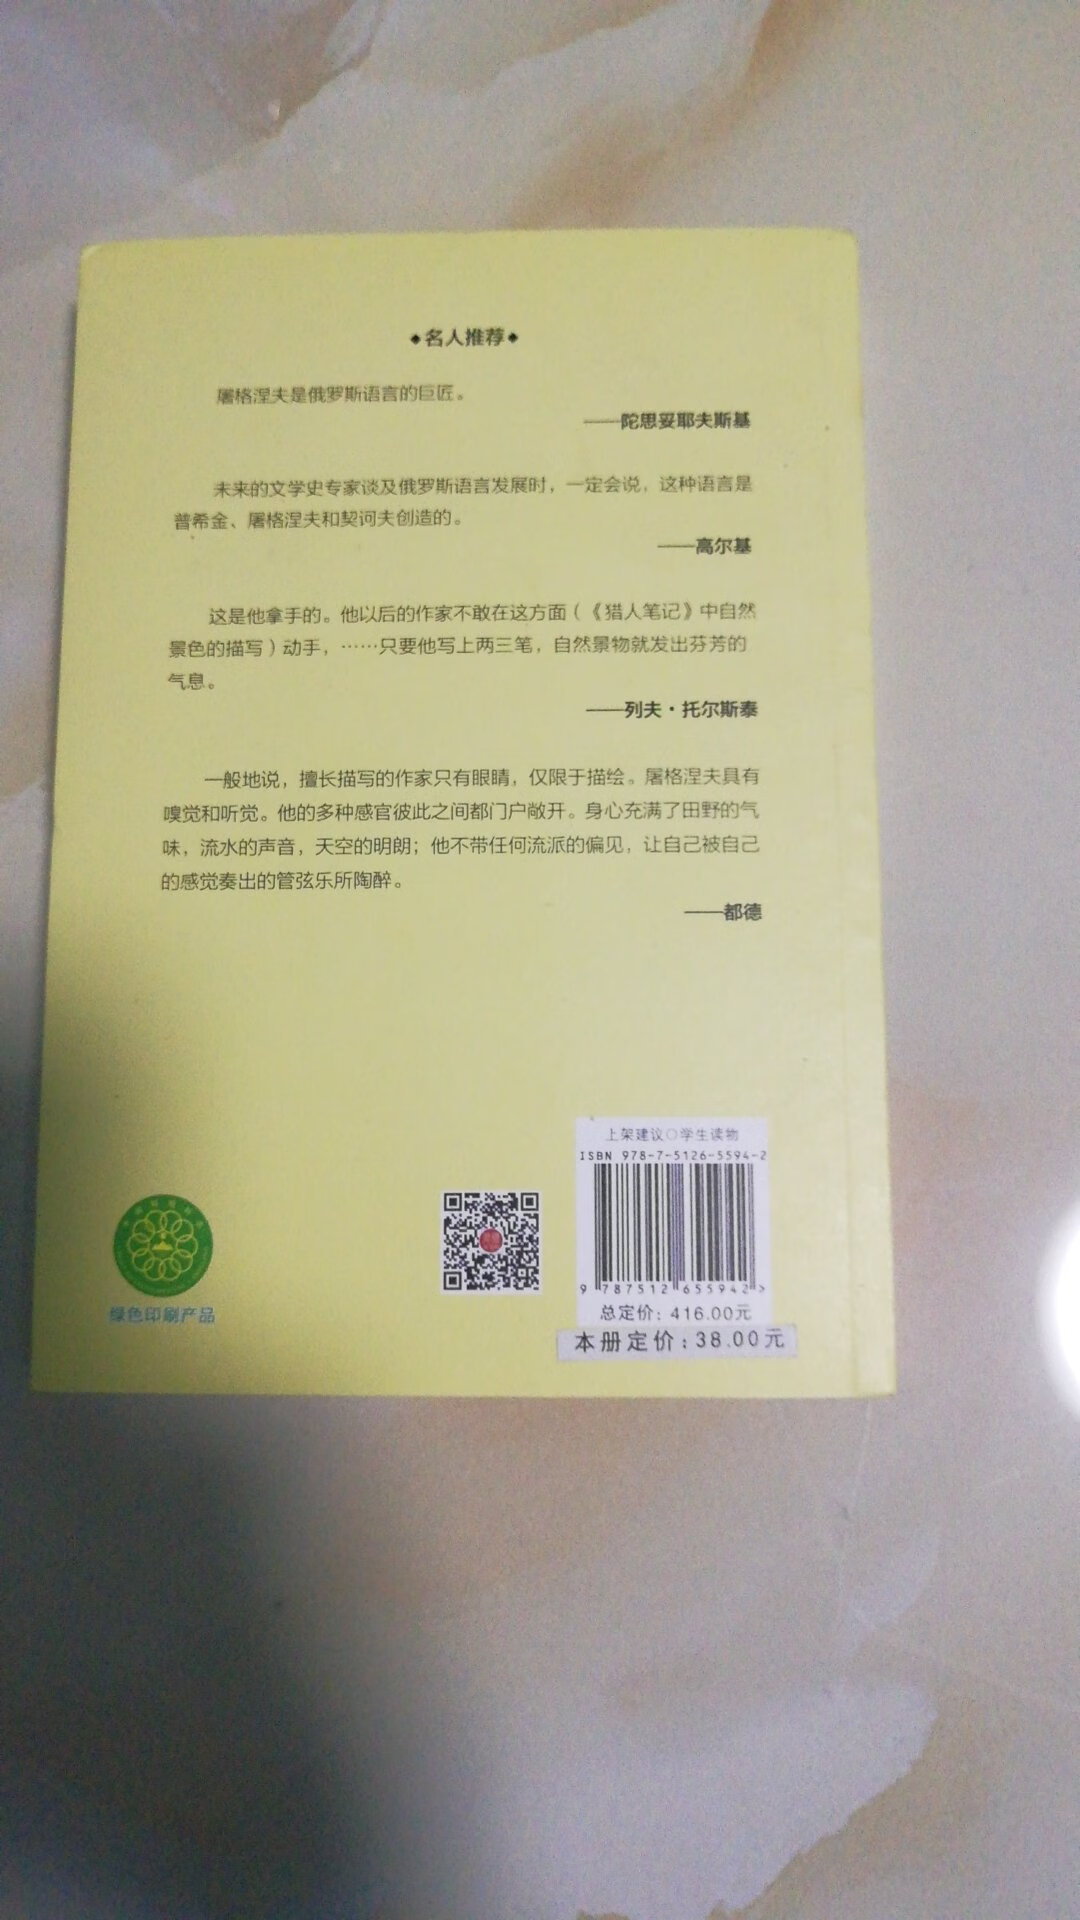 ◆名人推荐◆
屠格涅夫是俄罗斯语言的巨匠。
——陀思妥耶夫斯基
未来的文学史专家谈及俄罗斯语言发展时，一定会说，这种语言是
普希金、屠格涅夫和契诃夫创造的。
——高尔基
这是他拿手的。他以后的作家不敢在这方面（《猎人笔记》中自然
景色的描写）动手，……只要他写上两三笔，自然景物就发出芬芳的
气息。
——列夫·托尔斯泰
一般地说，擅长描写的作家只有眼睛，仅限于描绘。屠格涅夫具有
嗅觉和听觉。他的多种感官彼此之间都门户敞开。身心充满了田野的气
味，流水的声音，天空的明朗；他不带任何流派的偏见，让自己被自己
的感觉奏出的管弦乐所陶醉。
——都德
上架建议○学生读物
ISBN 978-7-5126-5594-2
9 787512 655942 >
总定价：416.00元
本册定价：38.00元
绿色印刷产品